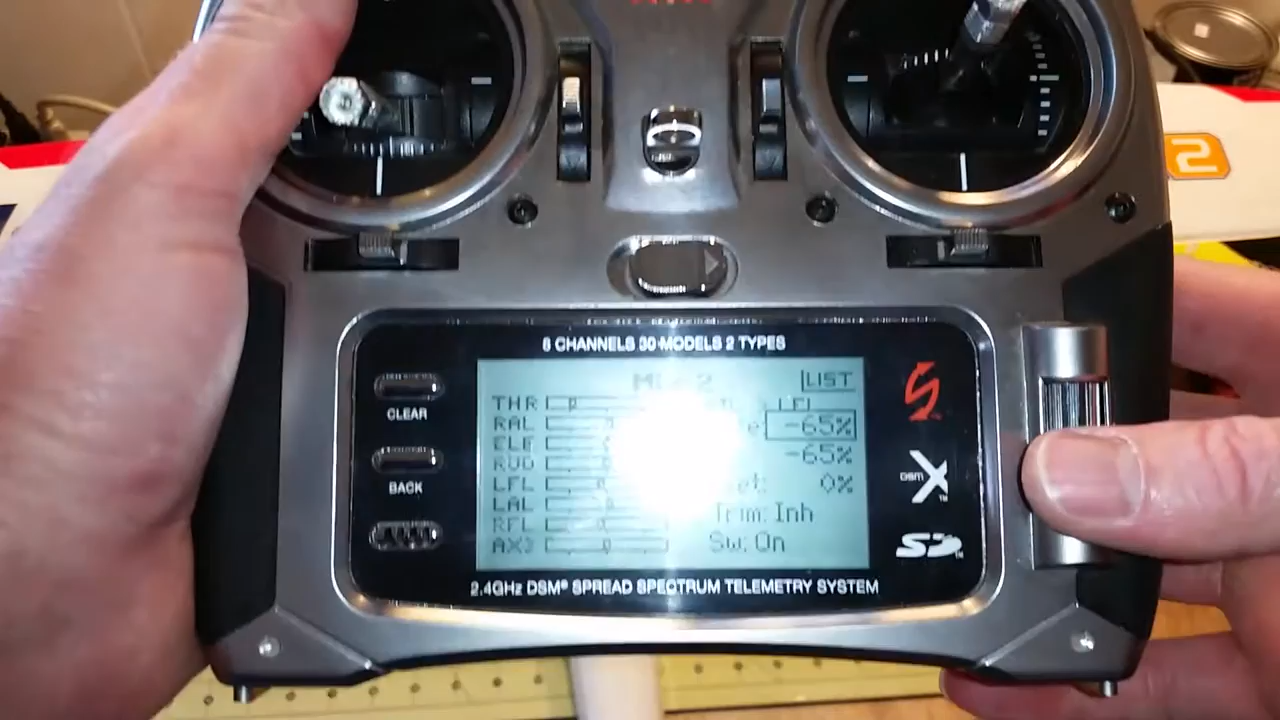 2
8 CHANNELS 30 MODELS 2 TYPES
LIST
THR
RAL
-65%
ELE
-65%
RUD
LFL
0%
LAL
Trim: Inh
RFL
Sw: On
CLEAR
BACK
DSM X
SD
2.4GHz DSM® SPREAD SPECTRUM TELEMETRY SYSTEM